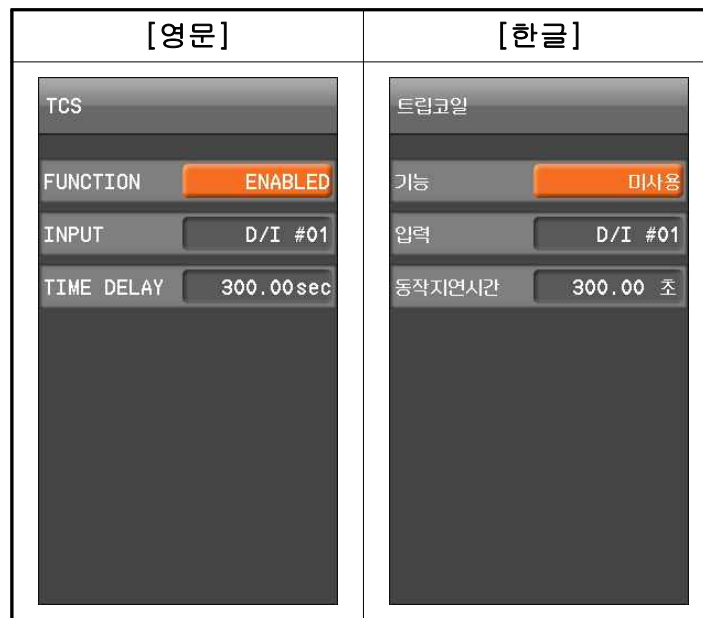 [영문]
[한글]
TCS
FUNCTION ENABLED
INPUT D/I #01
TIME DELAY 300.00sec
트립코일
기능 미사용
입력 D/I #01
동작지연시간 300.00 초